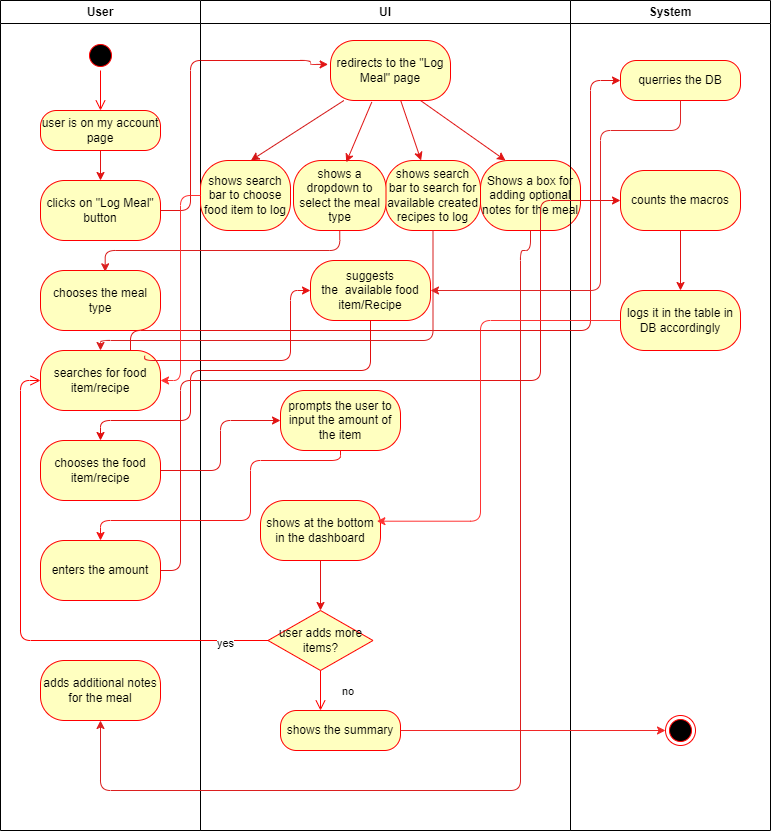 User
UI
System
user is on my account
page
clicks on "Log Meal"
button
chooses the meal
type
searches for food
item/recipe
chooses the food
item/recipe
enters the amount
adds additional notes
for the meal
redirects to the "Log
Meal" page
shows search
bar to choose
food item to log
shows a
dropdown to
select the meal
type
shows search
bar to search for
available created
recipes to log
Shows a box for
adding optional
notes for the meal
suggests
the available food
item/Recipe
prompts the user to
input the amount of
the item
shows at the bottom
in the dashboard
user adds more
items?
yes
no
shows the summary
querries the DB
counts the macros
logs it in the table in
DB accordingly